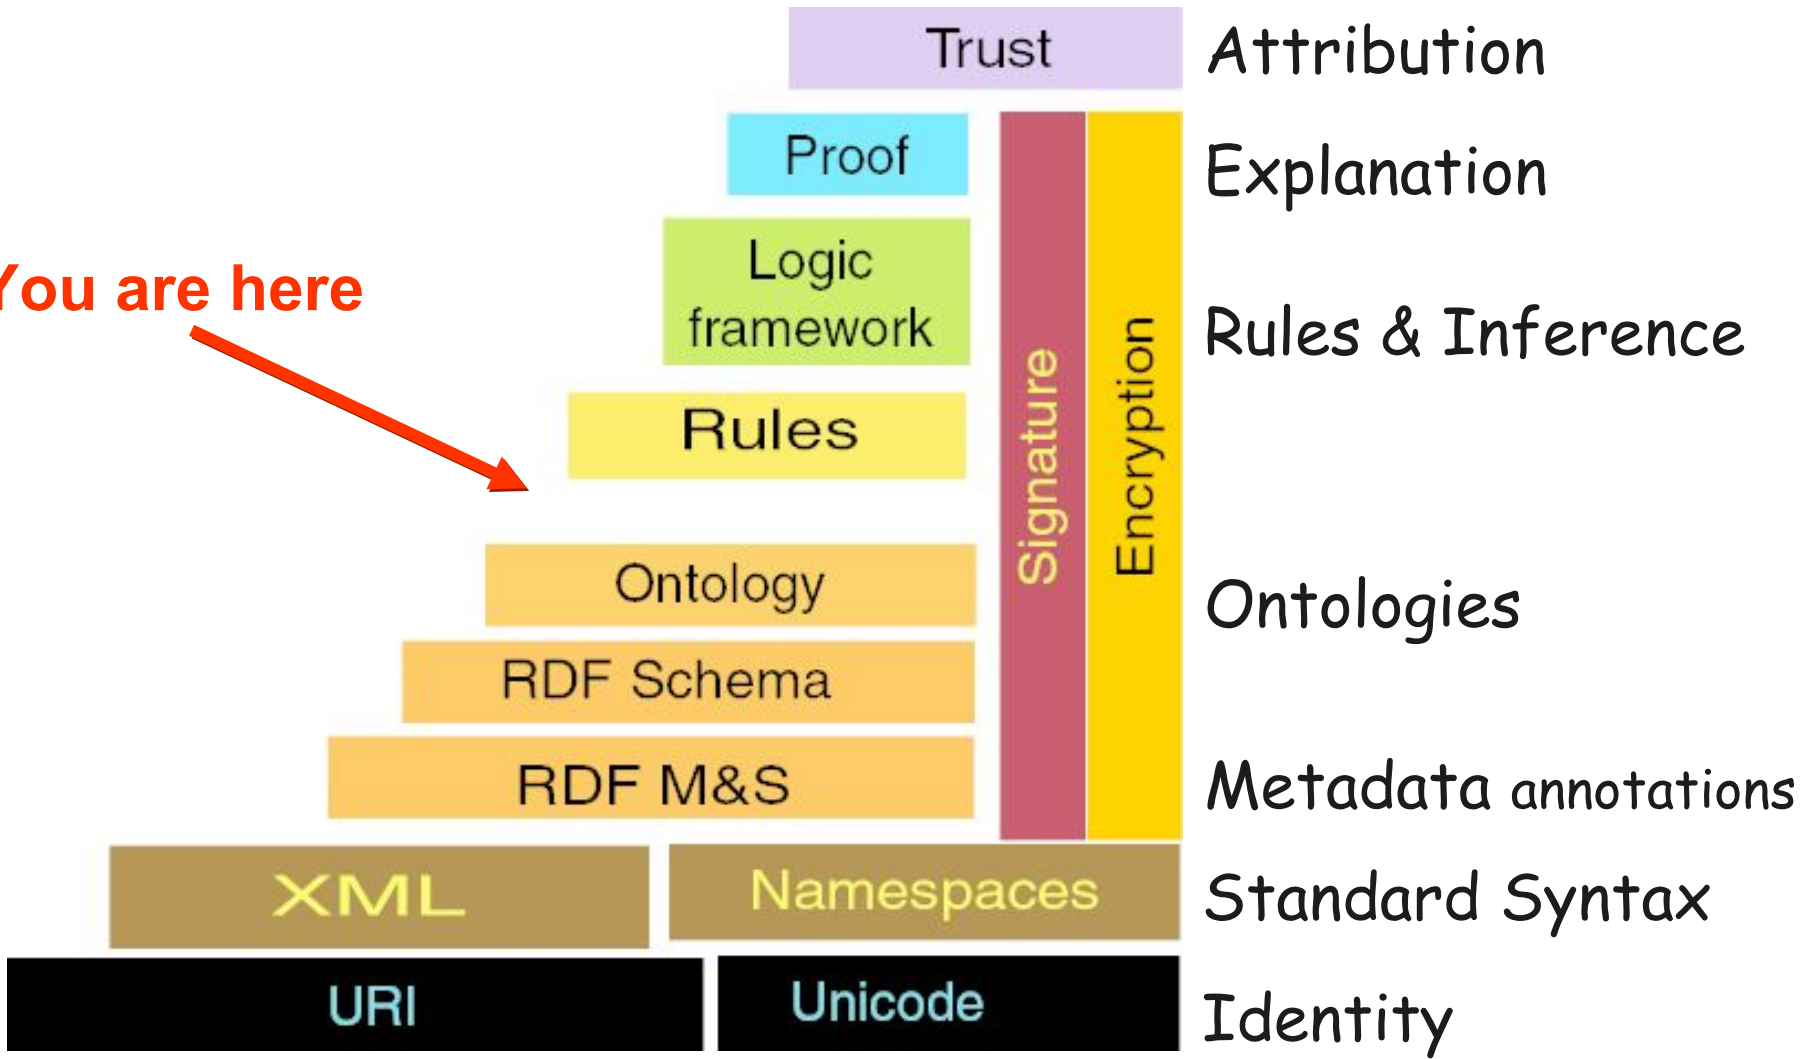 Trust
Attribution
Proof
Explanation
You are here
Logic
framework
Rules & Inference
Rules
Signature
Encryption
Ontology
Ontologies
RDF Schema
RDF M&S
Metadata annotations
XML
Namespaces
Standard Syntax
URI
Unicode
Identity